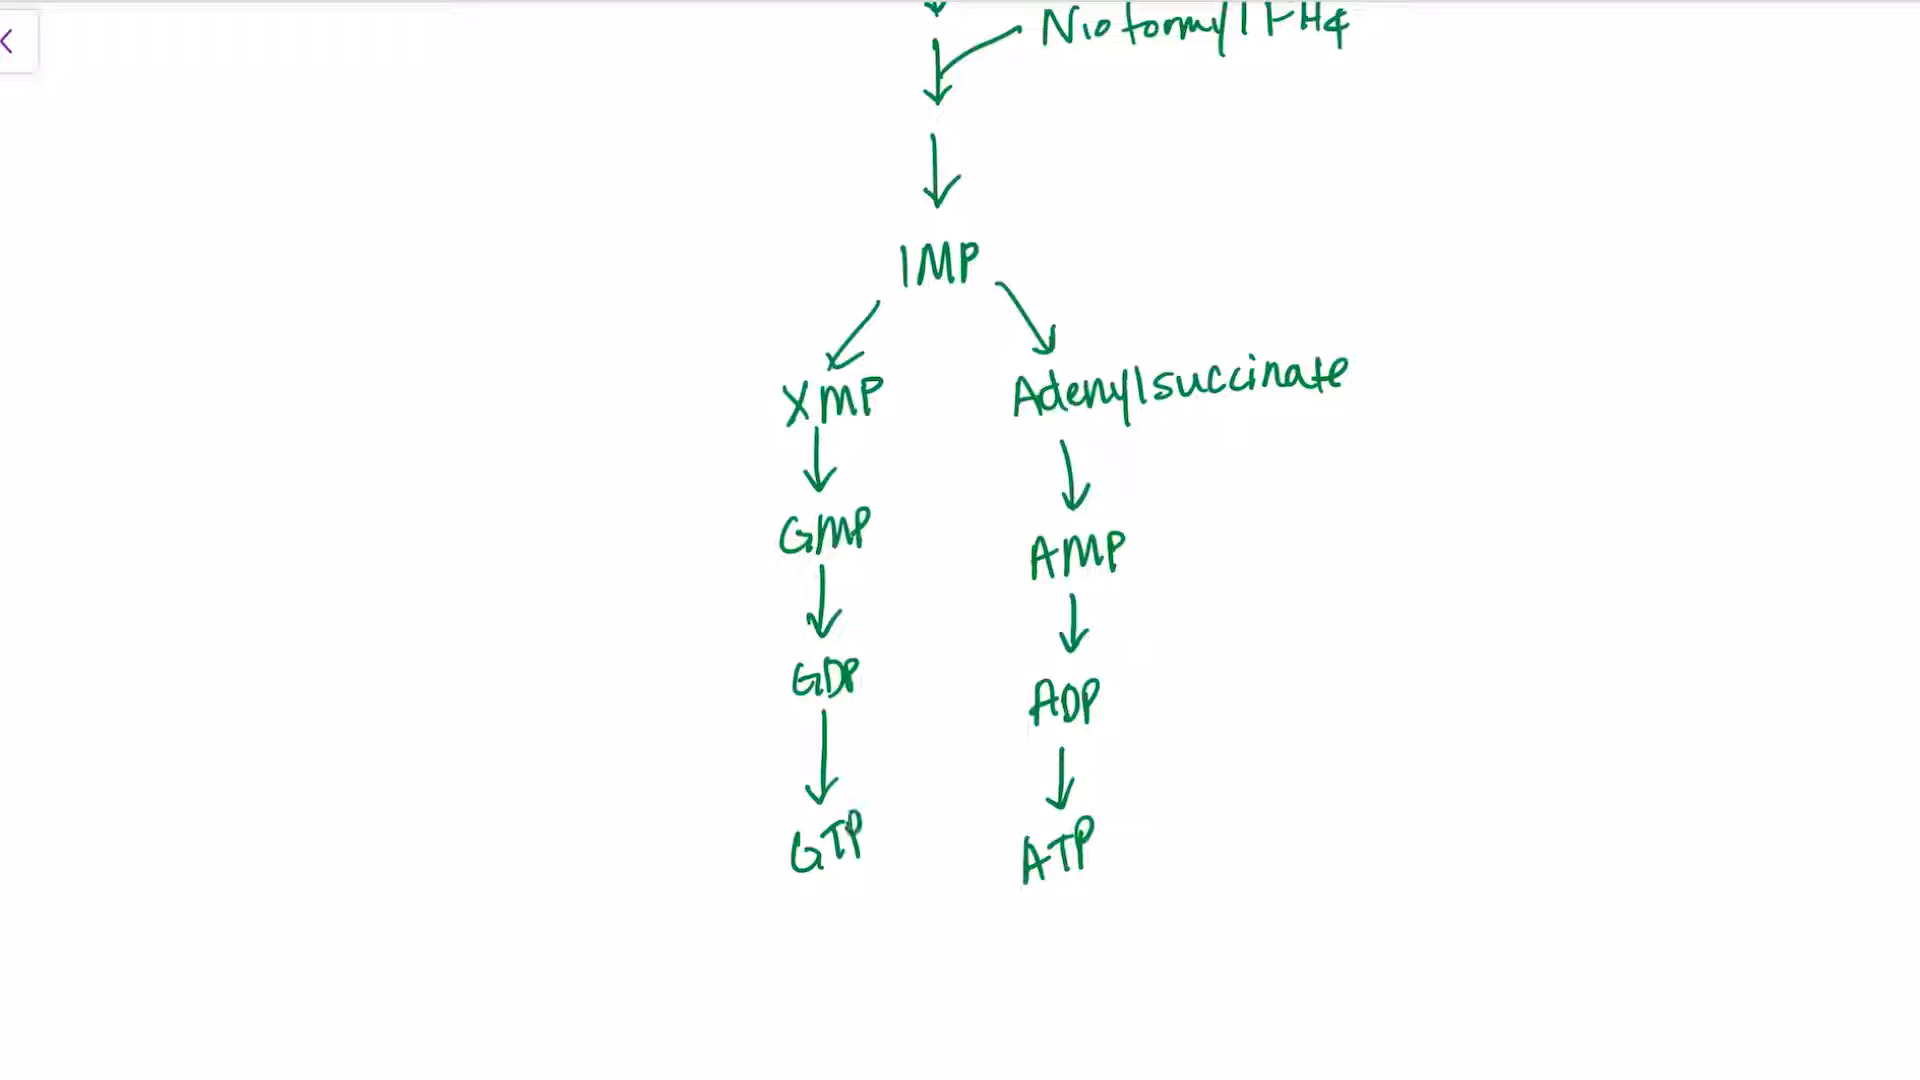 N10 formyl FH4
IMP
XMP Adenylsuccinate
GMP AMP
GDP ADP
GTP ATP